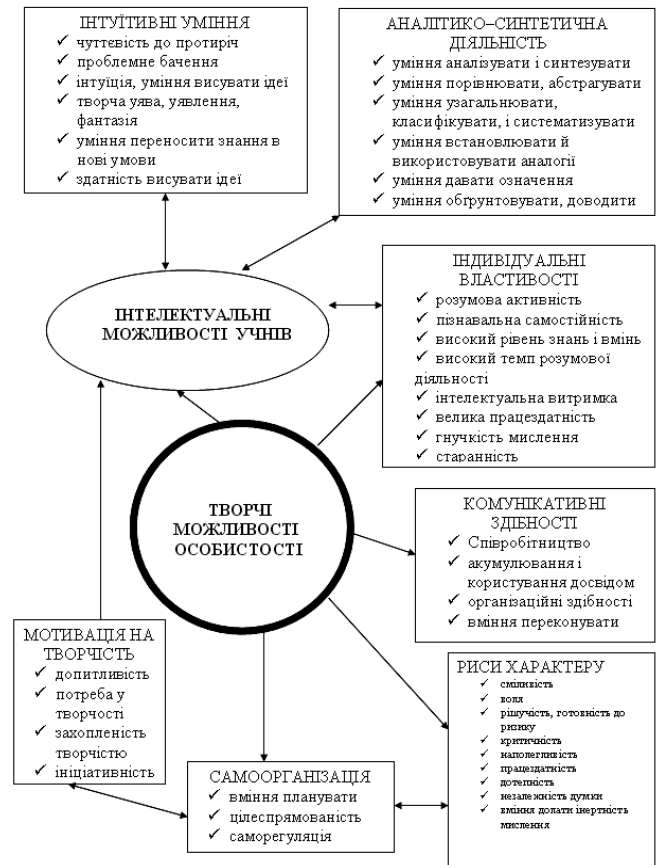 ІНТУЇТИВНІ УМІННЯ
✓ чуттєвість до протиріч
✓ проблемне бачення
✓ інтуїція, уміння висувати ідеї
✓ творча уява, уявлення,
фантазія
✓ уміння переносити знання в
нові умови
✓ здатність висувати ідеї
АНАЛІТИКО–СИНТЕТИЧНА
ДІЯЛЬНІСТЬ
✓ уміння аналізувати і синтезувати
✓ уміння порівнювати, абстрагувати
✓ уміння узагальнювати,
класифікувати, і систематизувати
✓ уміння встановлювати й
використовувати аналогії
✓ уміння давати означення
✓ уміння обґрунтовувати, доводити
ІНТЕЛЕКТУАЛЬНІ
МОЖЛИВОСТІ УЧНІВ
ІНДИВІДУАЛЬНІ
ВЛАСТИВОСТІ
✓ розумова активність
✓ пізнавальна самостійність
✓ високий рівень знань і вмінь
✓ високий темп розумової
діяльності
✓ інтелектуальна витримка
✓ велика працездатність
✓ гнучкість мислення
✓ старанність
ТВОРЧІ
МОЖЛИВОСТІ
ОСОБИСТОСТІ
КОМУНІКАТИВНІ
ЗДІБНОСТІ
✓ Співробітництво
✓ акумулювання і
користування досвідом
✓ організаційні здібності
✓ вміння переконувати
МОТИВАЦІЯ НА
ТВОРЧІСТЬ
✓ допитливість
✓ потреба у
творчості
✓ захопленість
творчістю
✓ ініціативність
РИСИ ХАРАКТЕРУ
✓ сміливість
✓ воля
✓ рішучість, готовність до
ризику
✓ критичність
✓ наполегливість
✓ працездатність
✓ дотепність
✓ незалежність думки
✓ вміння долати інертність
мислення
САМООРГАНІЗАЦІЯ
✓ вміння планувати
✓ цілеспрямованість
✓ саморегуляція